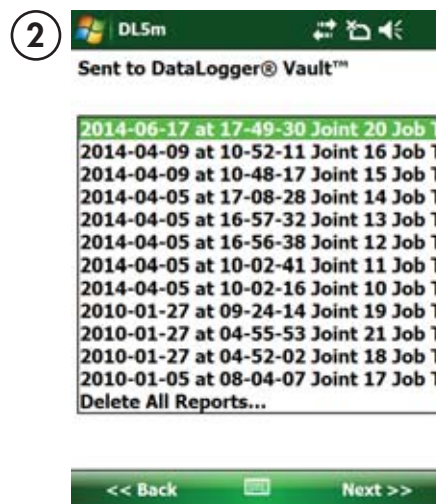 2
DL5m
Sent to DataLogger® Vault™
2014-06-17 at 17-49-30 Joint 20 Job T
2014-04-09 at 10-52-11 Joint 16 Job T
2014-04-09 at 10-48-17 Joint 15 Job T
2014-04-05 at 17-08-28 Joint 14 Job T
2014-04-05 at 16-57-32 Joint 13 Job T
2014-04-05 at 16-56-38 Joint 12 Job T
2014-04-05 at 10-02-41 Joint 11 Job T
2014-04-05 at 10-02-16 Joint 10 Job T
2010-01-27 at 09-24-14 Joint 19 Job T
2010-01-27 at 04-55-53 Joint 21 Job T
2010-01-27 at 04-52-02 Joint 18 Job T
2010-01-05 at 08-04-07 Joint 17 Job T
Delete All Reports...
<< Back Next >>